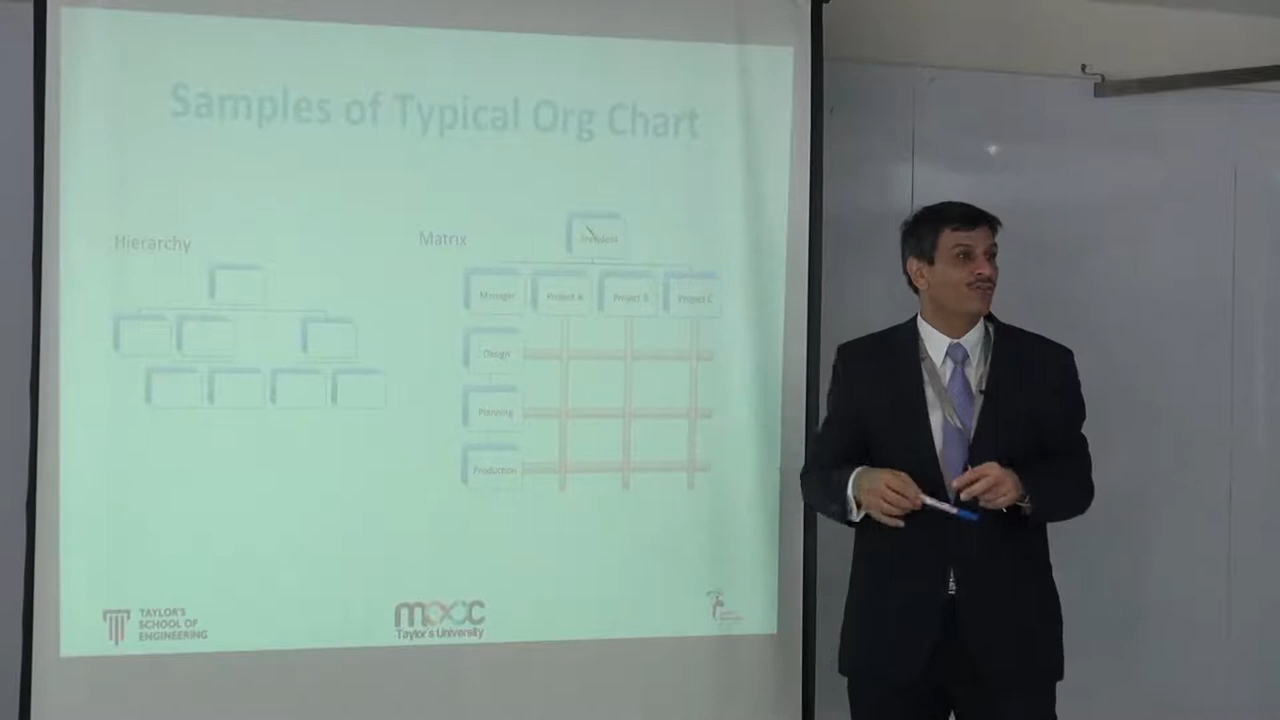 Samples of Typical Org Chart
Hierarchy
Matrix
President
Manager
Project A
Project B
Project C
Design
Planning
Production
TAYLOR'S
SCHOOL OF
ENGINEERING
mooc
Taylor's University